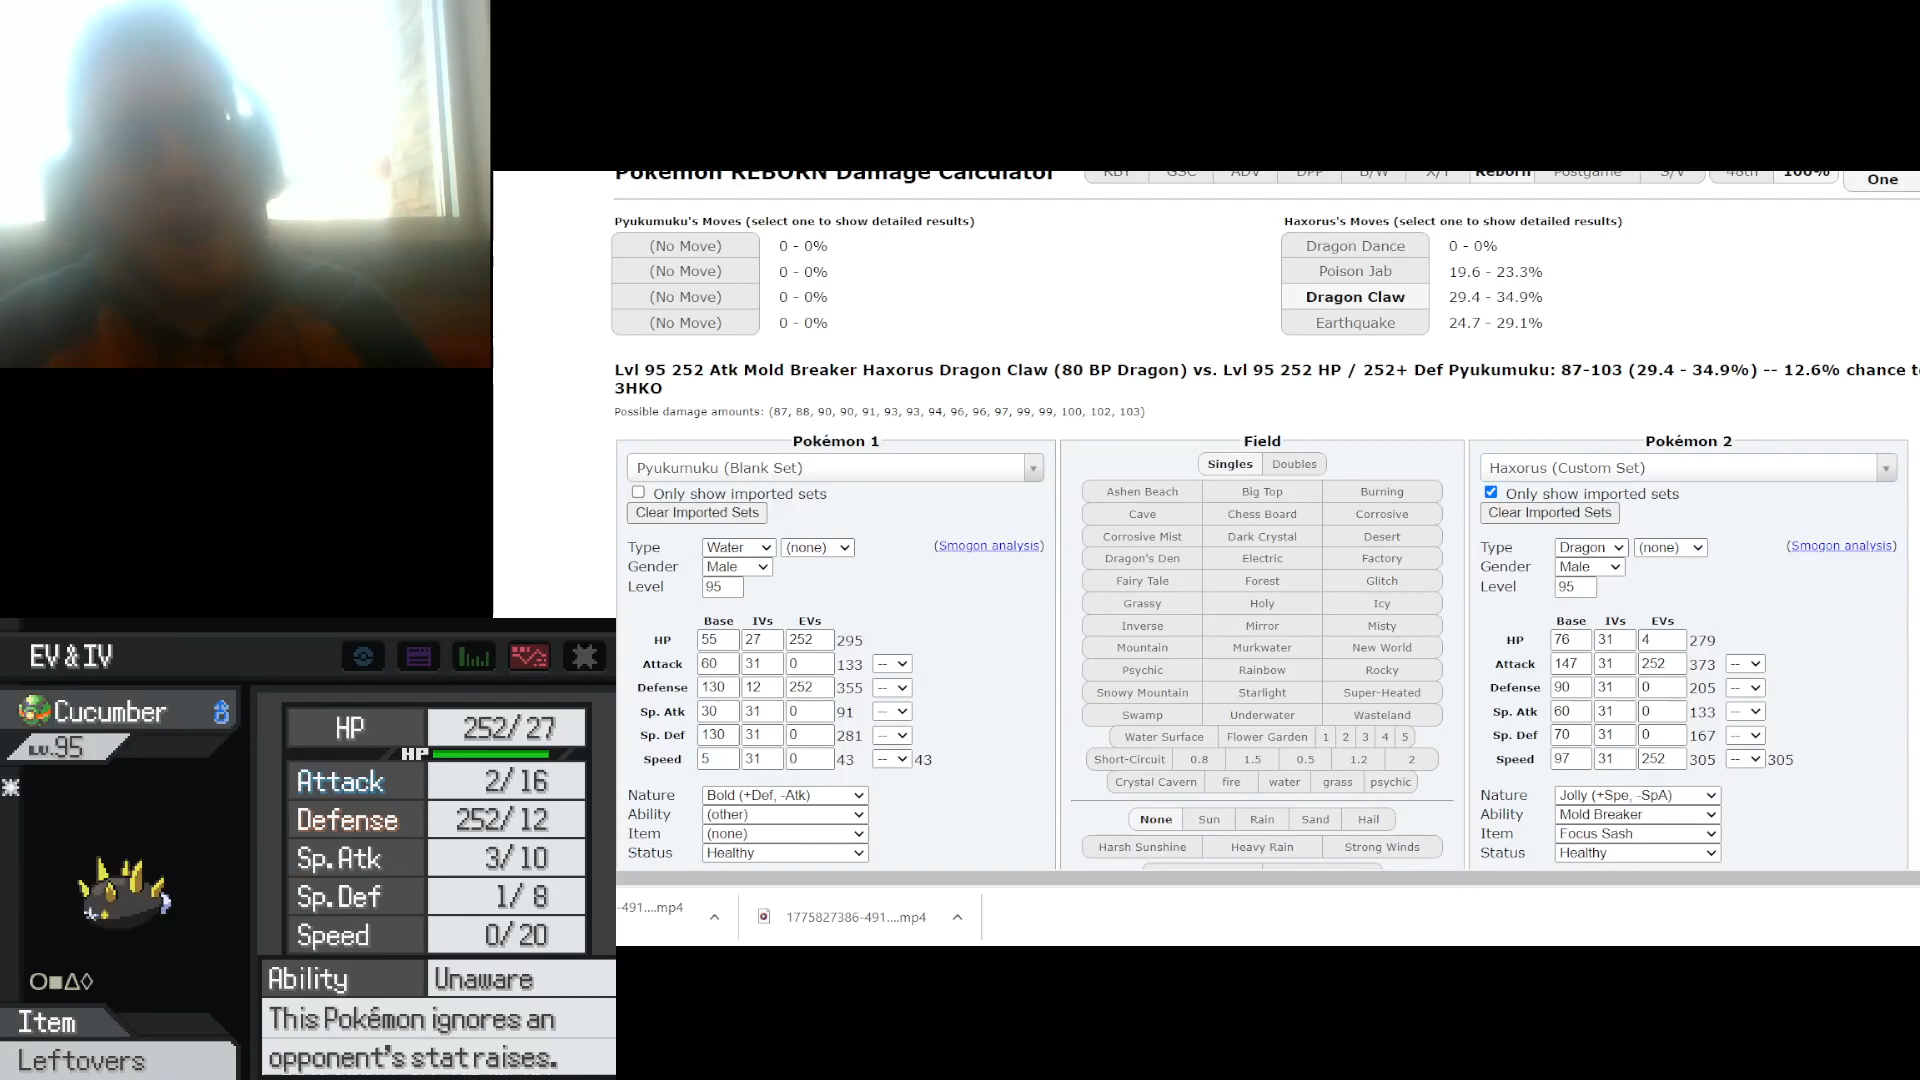 Pokémon REBORN Damage Calculator
RBY GSC ADV DPP B/W X/Y Reborn Postgame S/V 48th 100% One
Pyukumuku's Moves (select one to show detailed results)
(No Move) 0 - 0%
(No Move) 0 - 0%
(No Move) 0 - 0%
(No Move) 0 - 0%
Haxorus's Moves (select one to show detailed results)
Dragon Dance 0 - 0%
Poison Jab 19.6 - 23.3%
Dragon Claw 29.4 - 34.9%
Earthquake 24.7 - 29.1%
Lvl 95 252 Atk Mold Breaker Haxorus Dragon Claw (80 BP Dragon) vs. Lvl 95 252 HP / 252+ Def Pyukumuku: 87-103 (29.4 - 34.9%) -- 12.6% chance to
3HKO
Possible damage amounts: (87, 88, 90, 90, 91, 93, 93, 94, 96, 96, 97, 99, 99, 100, 102, 103)
Pokémon 1
Pyukumuku (Blank Set)
Only show imported sets
Clear Imported Sets
Type Water (none) (Smogon analysis)
Gender Male
Level 95
Base IVs EVs
HP 55 27 252 295
Attack 60 31 0 133 --
Defense 130 12 252 355 --
Sp. Atk 30 31 0 91 --
Sp. Def 130 31 0 281 --
Speed 5 31 0 43 -- 43
Nature Bold (+Def, -Atk)
Ability (other)
Item (none)
Status Healthy
Field
Singles Doubles
Ashen Beach Big Top Burning
Cave Chess Board Corrosive
Corrosive Mist Dark Crystal Desert
Dragon's Den Electric Factory
Fairy Tale Forest Glitch
Grassy Holy Icy
Inverse Mirror Misty
Mountain Murkwater New World
Psychic Rainbow Rocky
Snowy Mountain Starlight Super-Heated
Swamp Underwater Wasteland
Water Surface Flower Garden 1 2 3 4 5
Short-Circuit 0.8 1.5 0.5 1.2 2
Crystal Cavern fire water grass psychic
None Sun Rain Sand Hail
Harsh Sunshine Heavy Rain Strong Winds
Pokémon 2
Haxorus (Custom Set)
Only show imported sets
Clear Imported Sets
Type Dragon (none) (Smogon analysis)
Gender Male
Level 95
Base IVs EVs
HP 76 31 4 279
Attack 147 31 252 373 --
Defense 90 31 0 205 --
Sp. Atk 60 31 0 133 --
Sp. Def 70 31 0 167 --
Speed 97 31 252 305 -- 305
Nature Jolly (+Spe, -SpA)
Ability Mold Breaker
Item Focus Sash
Status Healthy
-491....mp4
1775827386-491....mp4
EV & IV
Cucumber
Lv.95
HP 252/27
HP
Attack 2/16
Defense 252/12
Sp.Atk 3/10
Sp.Def 1/8
Speed 0/20
Ability Unaware
This Pokémon ignores an
opponent's stat raises.
Item
Leftovers